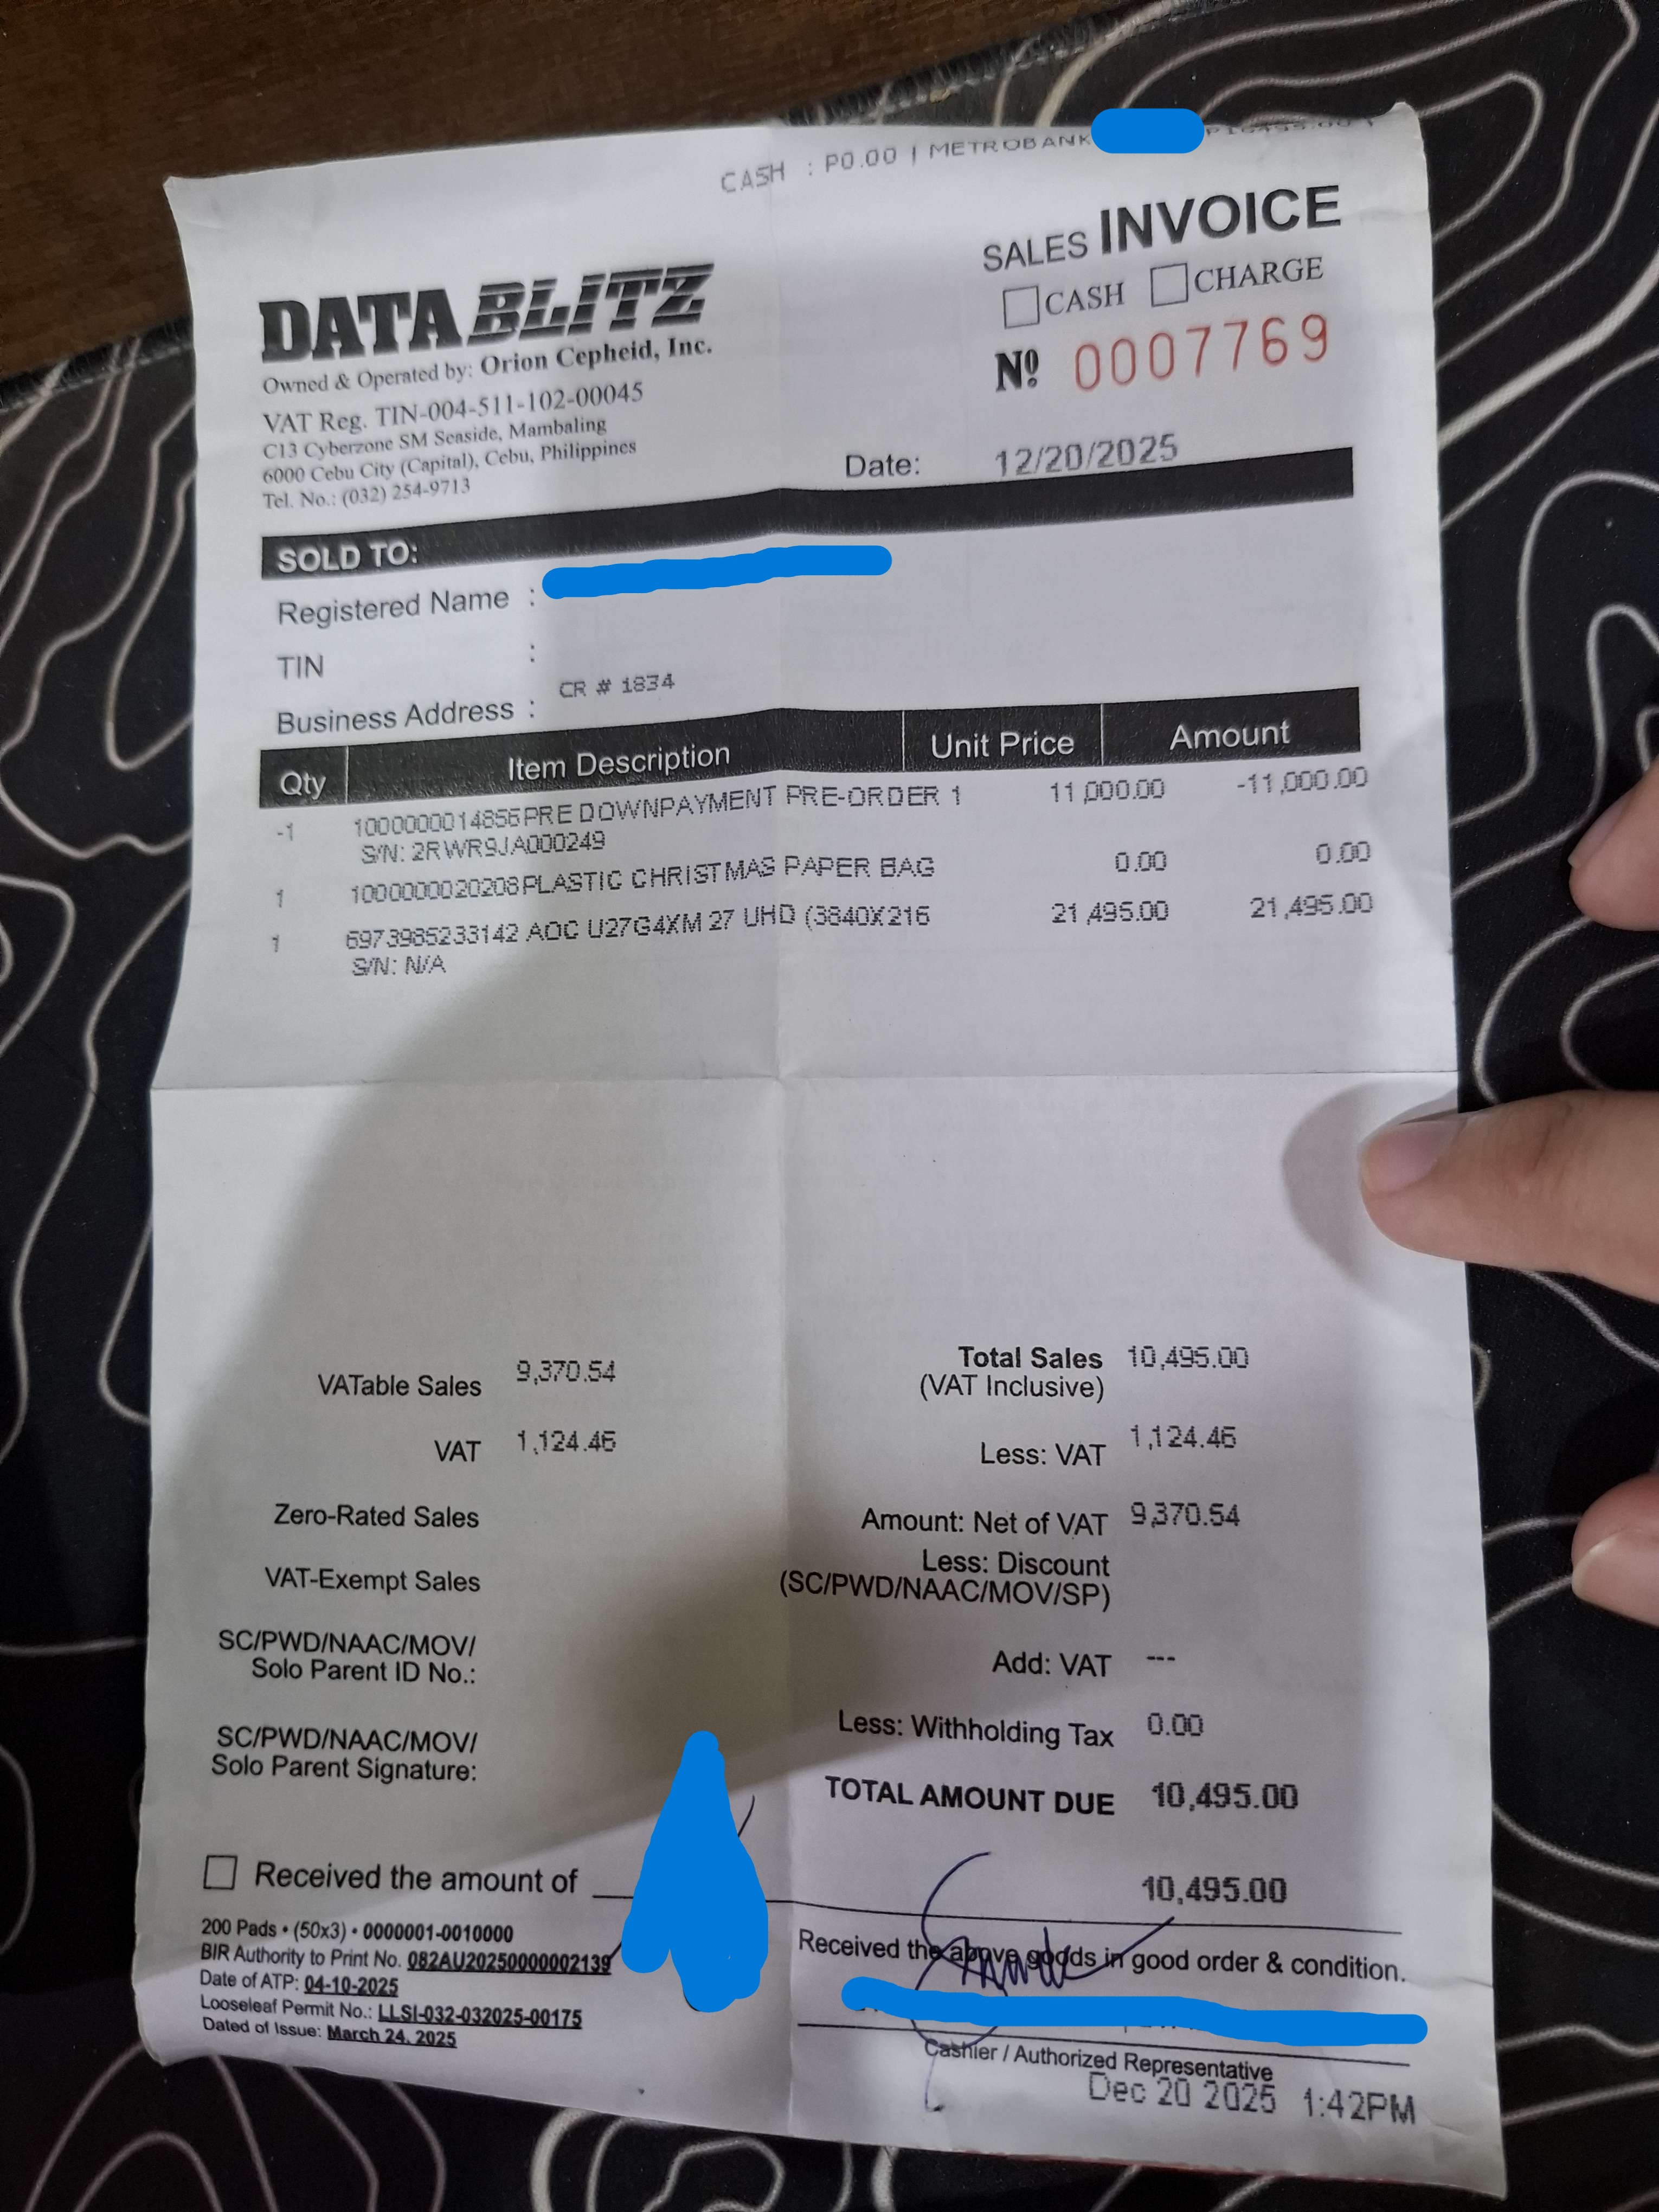 CASH : P0.00 | METROBANK
SALES INVOICE
CASH CHARGE
Nº 0007769
DATA BLITZ
Owned & Operated by: Orion Cepheid, Inc.
VAT Reg. TIN-004-511-102-00045
C13 Cyberzone SM Seaside, Mambaling
6000 Cebu City (Capital), Cebu, Philippines
Tel. No.: (032) 254-9713
Date: 12/20/2025
SOLD TO:
Registered Name :
TIN :
Business Address : CR # 1834
Qty Item Description Unit Price Amount
-1 1000000014856PRE DOWNPAYMENT PRE-ORDER 1 11,000.00 -11,000.00
S/N: 2RWR9JA000249
1 1000000020208PLASTIC CHRISTMAS PAPER BAG 0.00 0.00
1 6973985233142 AOC U27G4XM 27 UHD (3840X216 21,495.00 21,495.00
S/N: N/A
VATable Sales 9,370.54
VAT 1,124.46
Zero-Rated Sales
VAT-Exempt Sales
SC/PWD/NAAC/MOV/
Solo Parent ID No.:
SC/PWD/NAAC/MOV/
Solo Parent Signature:
Total Sales 10,495.00
(VAT Inclusive)
Less: VAT 1,124.46
Amount: Net of VAT 9,370.54
Less: Discount
(SC/PWD/NAAC/MOV/SP)
Add: VAT ---
Less: Withholding Tax 0.00
TOTAL AMOUNT DUE 10,495.00
Received the amount of
10,495.00
200 Pads • (50x3) • 0000001-0010000
BIR Authority to Print No. 082AU20250000002139
Date of ATP: 04-10-2025
Looseleaf Permit No.: LLSI-032-032025-00175
Dated of Issue: March 24, 2025
Received the above goods in good order & condition.
Cashier / Authorized Representative
Dec 20 2025 1:42PM